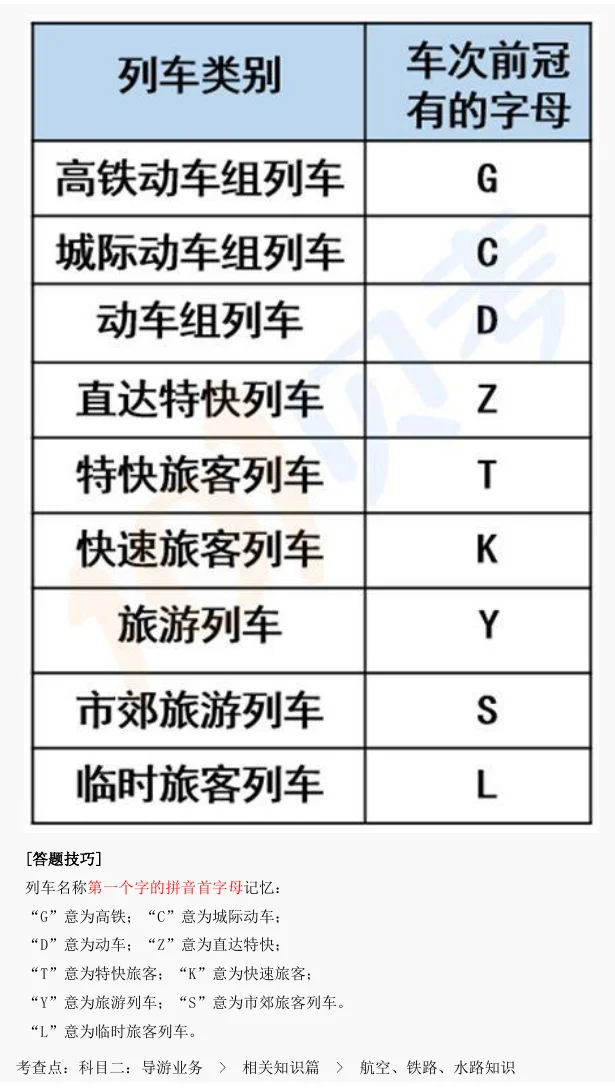 列车类别 车次前冠
有的字母
高铁动车组列车 G
城际动车组列车 C
动车组列车 D
直达特快列车 Z
特快旅客列车 T
快速旅客列车 K
旅游列车 Y
市郊旅游列车 S
临时旅客列车 L
101贝考
[答题技巧]
列车名称第一个字的拼音首字母记忆：
“G”意为高铁；“C”意为城际动车；
“D”意为动车；“Z”意为直达特快；
“T”意为特快旅客；“K”意为快速旅客；
“Y”意为旅游列车；“S”意为市郊旅客列车。
“L”意为临时旅客列车。
考查点：科目二：导游业务 > 相关知识篇 > 航空、铁路、水路知识